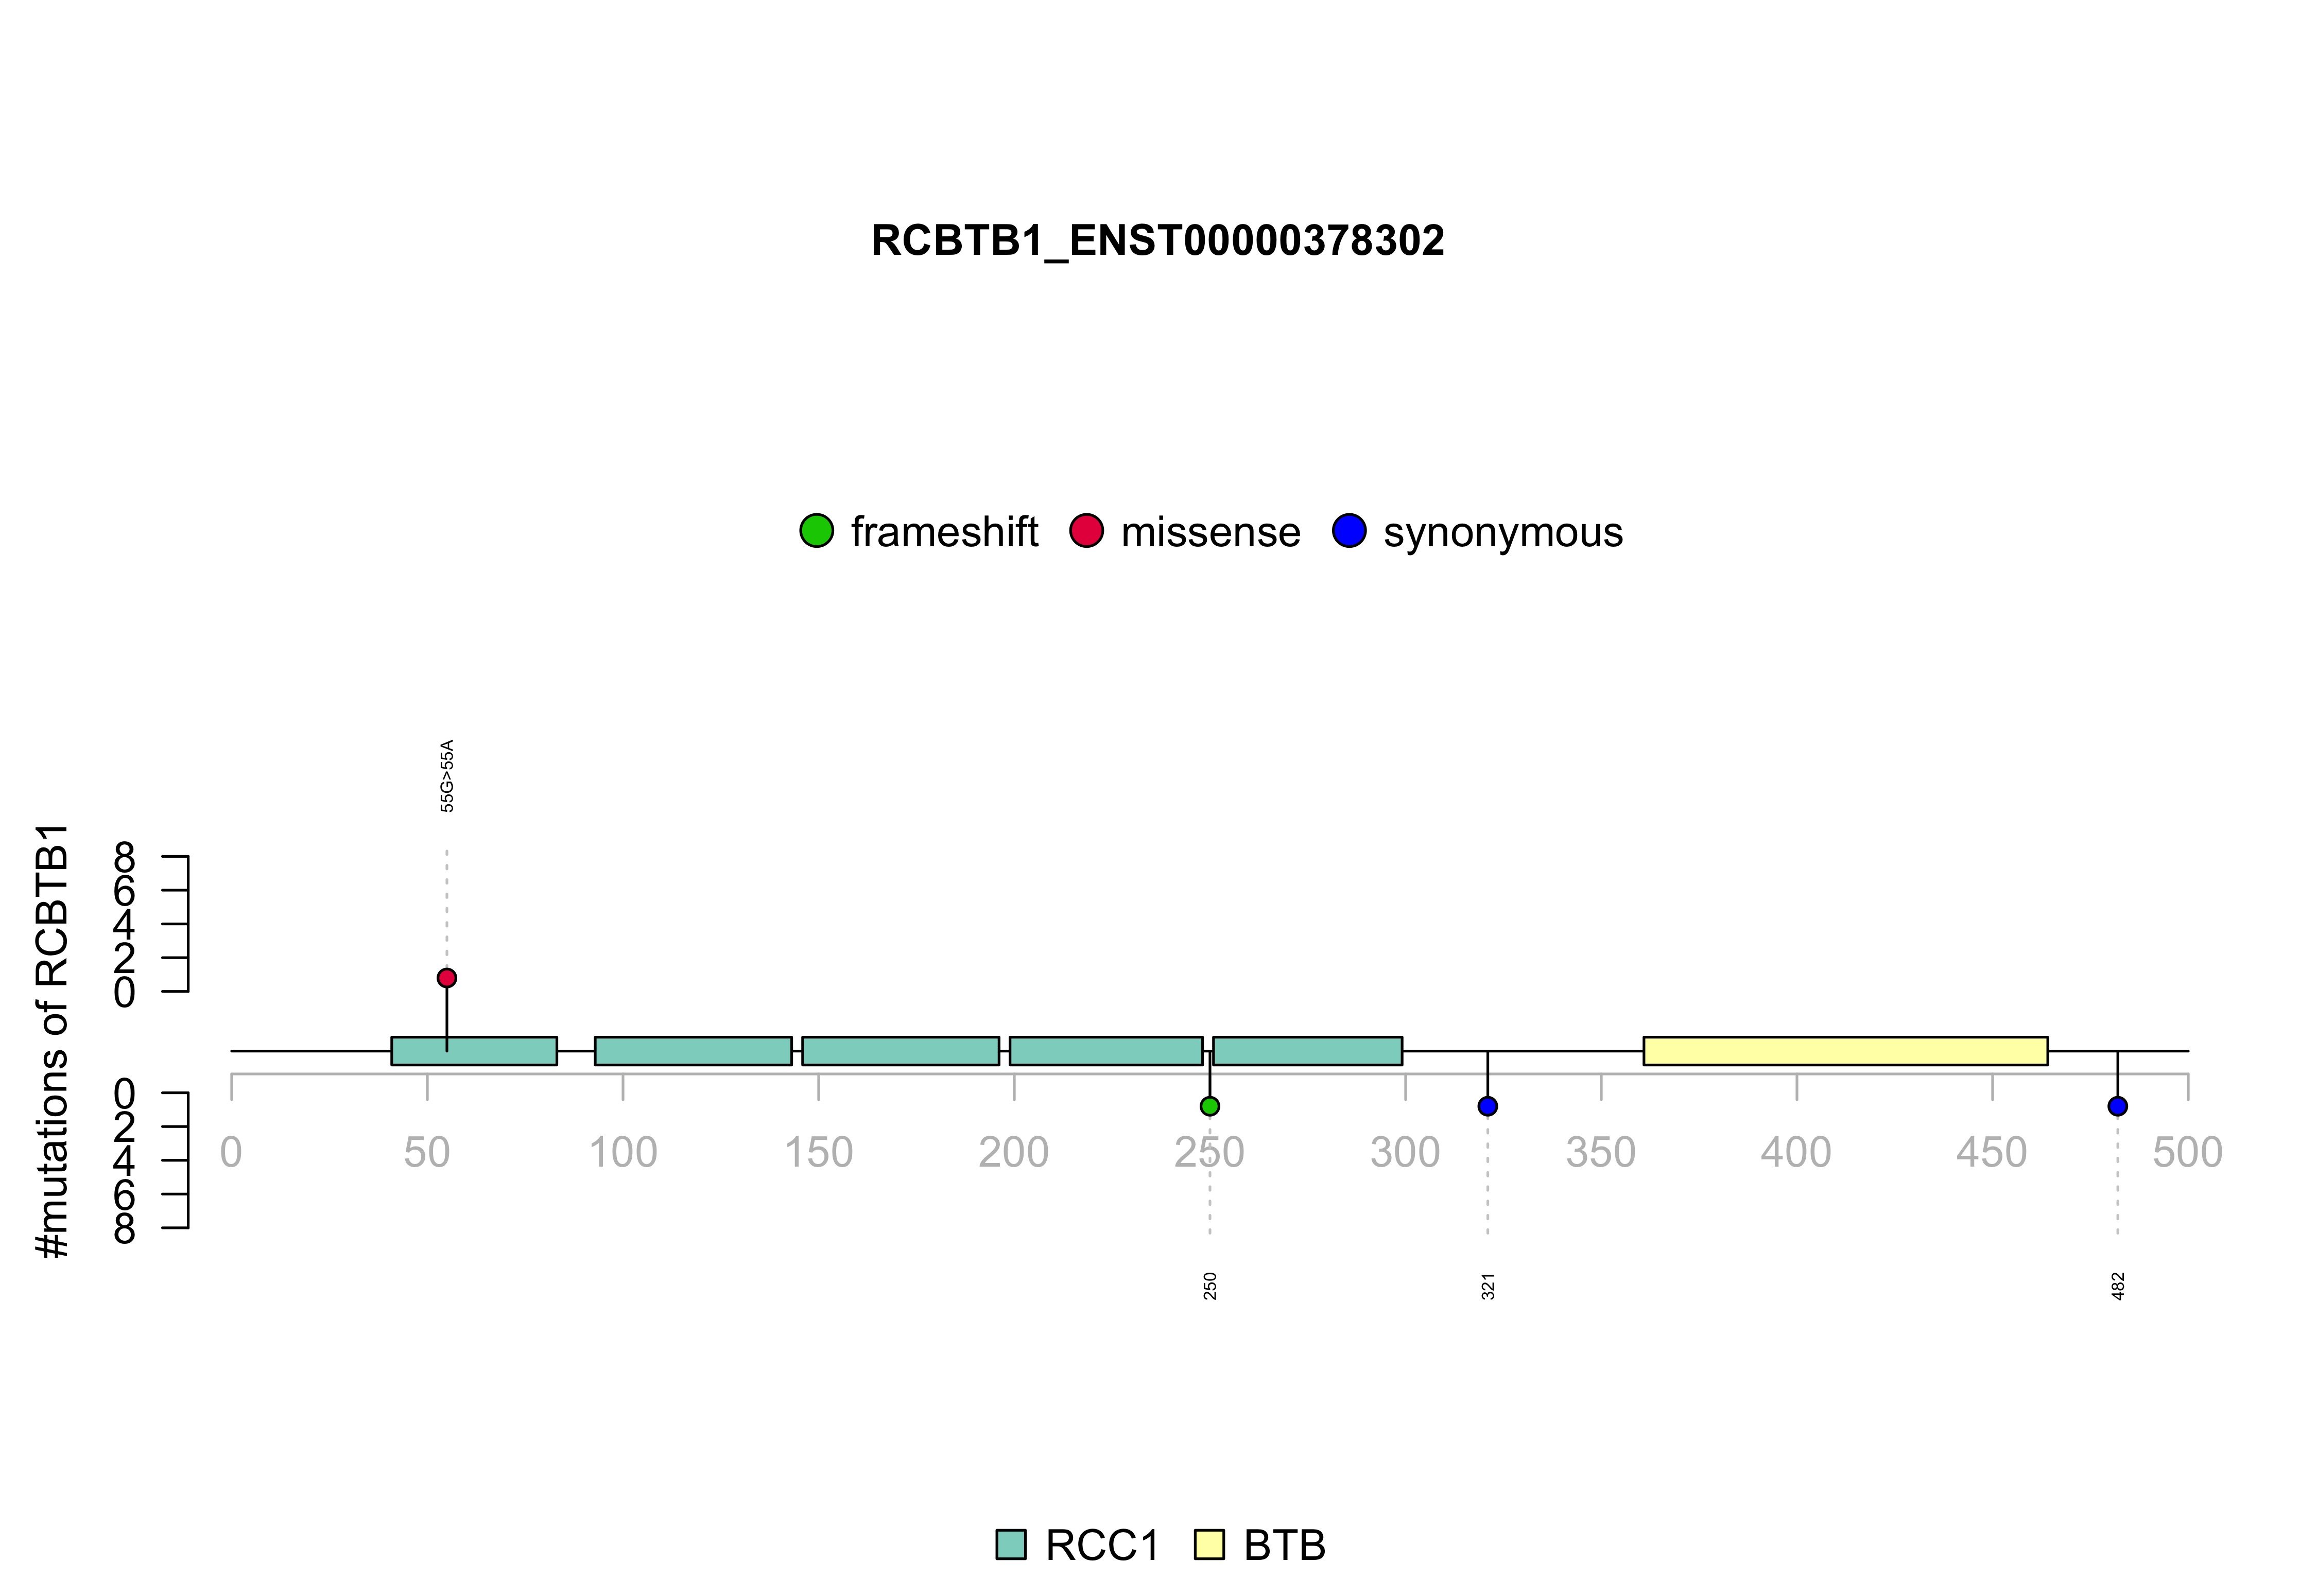 RCBTB1_ENST00000378302
frameshift missense synonymous
55G>55A
#mutations of RCBTB1
8
6
4
2
0
0
2
4
6
8
0 50 100 150 200 250 300 350 400 450 500
250 321 482
RCC1 BTB